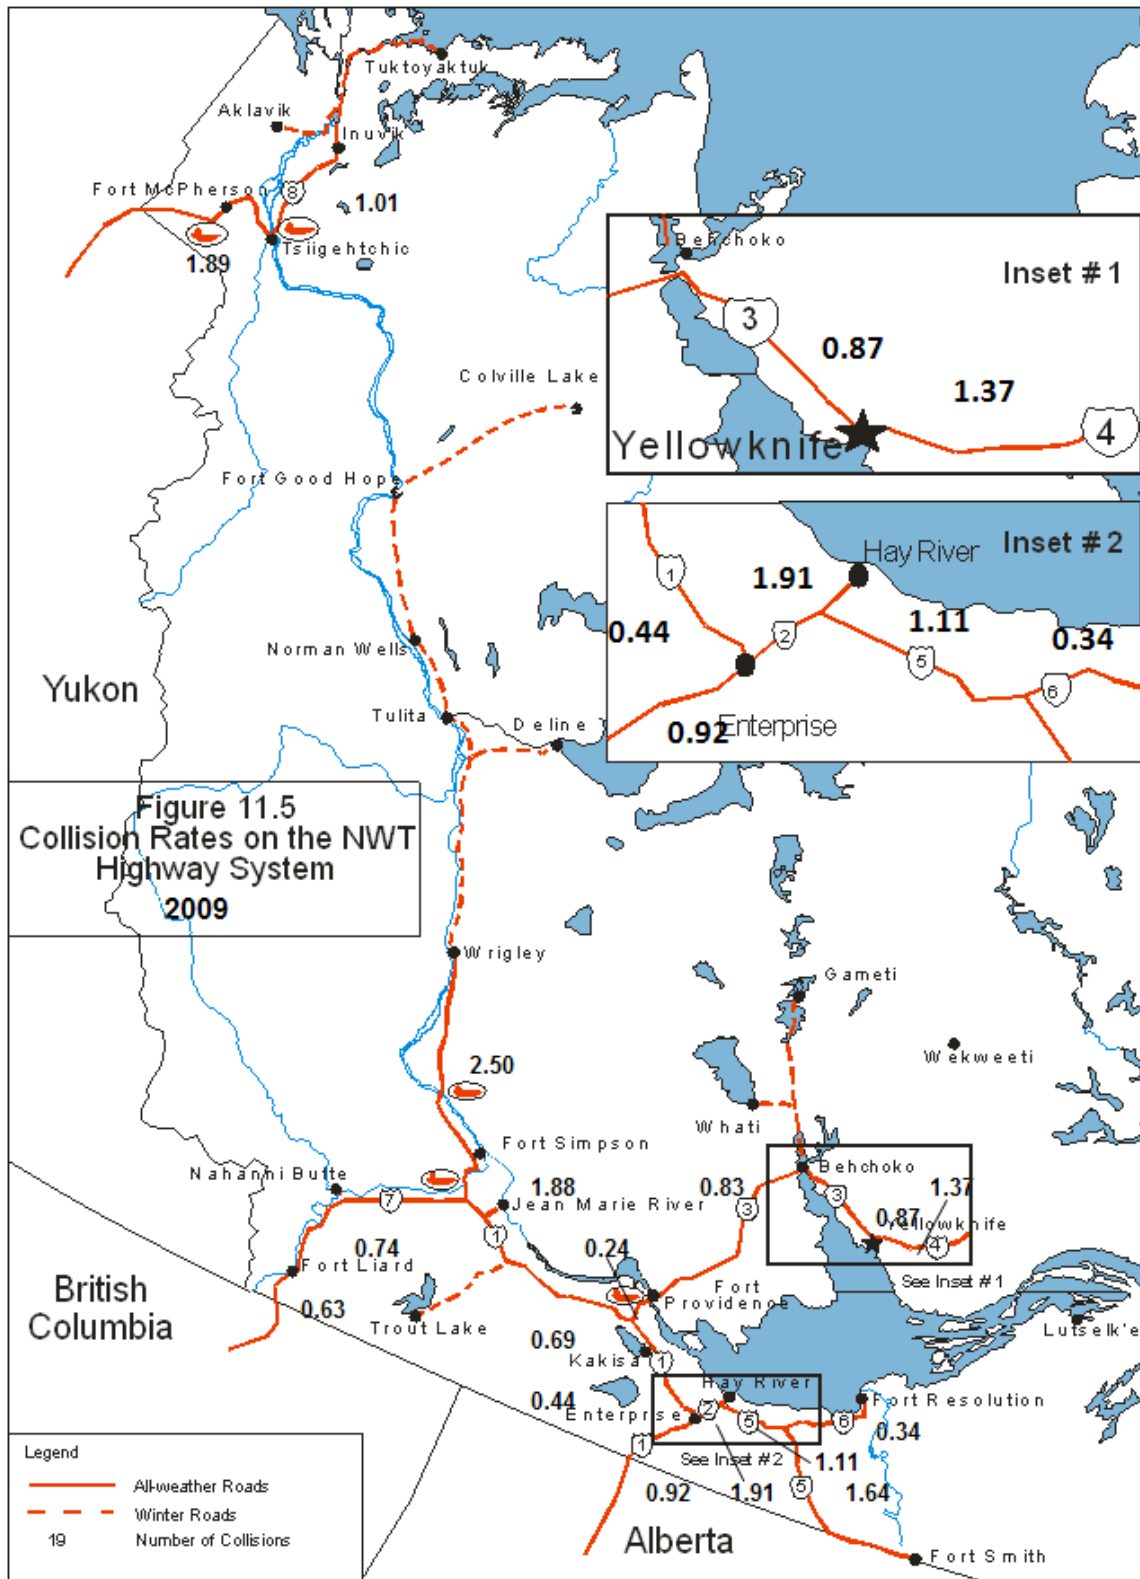 Tuktoyaktuk
Aklavik
Inuvik
Fort McPherson
8
1.01
Tsiigehtchic
1.89
Behchoko
Inset # 1
3
0.87
1.37
4
Yellowknife
Colville Lake
Fort Good Hope
Hay River
Inset # 2
1
1.91
0.44
2
1.11
5
0.34
6
0.92
Enterprise
Norman Wells
Yukon
Tulita
Deline
Figure 11.5
Collision Rates on the NWT
Highway System
2009
Wrigley
Gameti
Wekweeti
2.50
Whati
Fort Simpson
Nahanni Butte
Behchoko
7
1.88
Jean Marie River
0.83
3
3
1.37
0.87
Yellowknife
4
1
0.74
0.24
Fort Liard
See Inset #1
British
Columbia
0.63
Fort
Providence
Trout Lake
Lutselk'e
0.69
Kakisa
1
0.44
Hay River
Enterprise
2
5
6
Fort Resolution
0.34
1
See Inset #2
1.11
5
0.92
1.91
1.64
Alberta
Fort Smith
Legend
All-weather Roads
Winter Roads
19 Number of Collisions